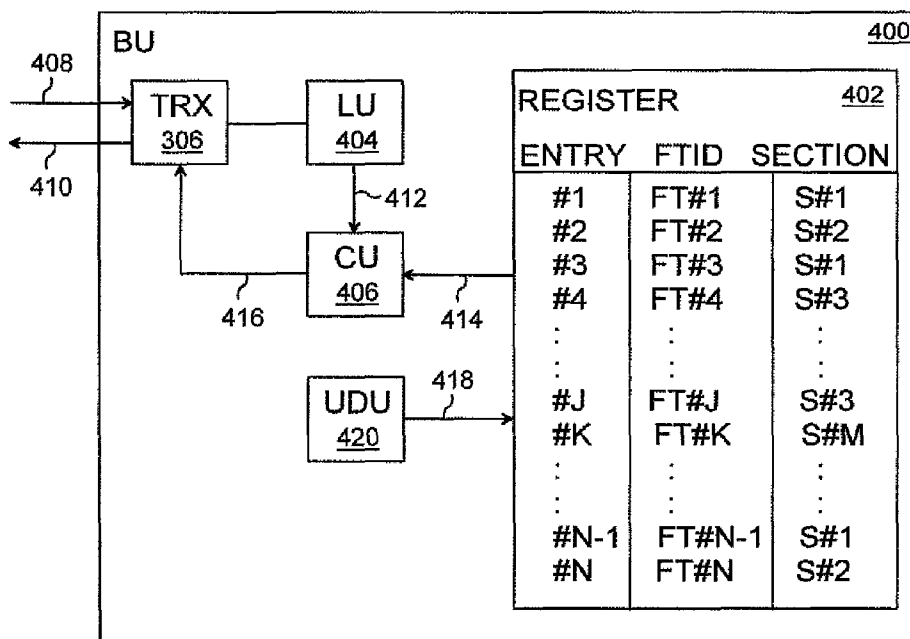 BU
400
408
TRX
306
LU
404
410
412
CU
406
416
414
UDU
420
418
REGISTER 402
ENTRY FTID SECTION
#1 FT#1 S#1
#2 FT#2 S#2
#3 FT#3 S#1
#4 FT#4 S#3
#J FT#J S#3
#K FT#K S#M
#N-1 FT#N-1 S#1
#N FT#N S#2